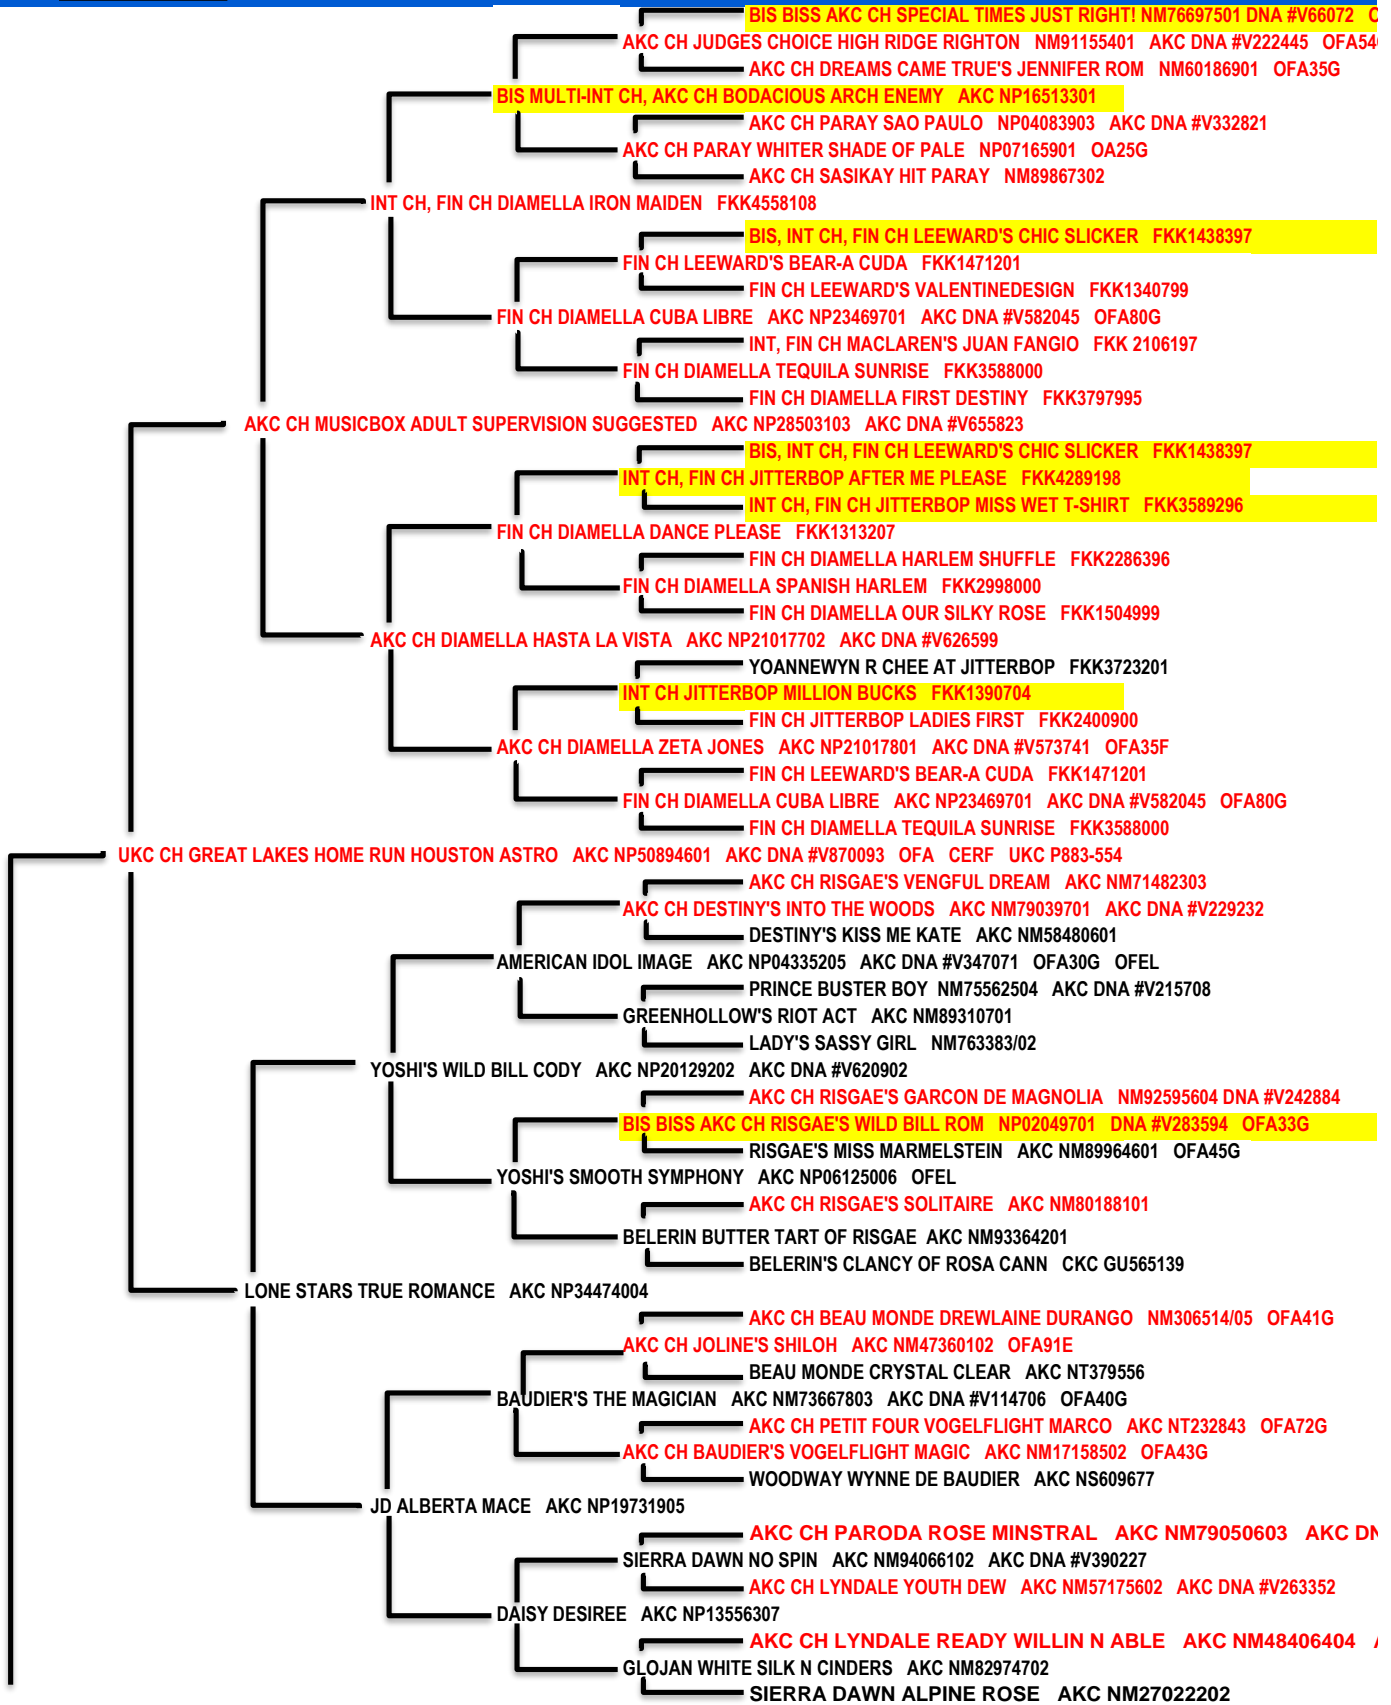 BIS BISS AKC CH SPECIAL TIMES JUST RIGHT! NM76697501 DNA #V66072
AKC CH JUDGES CHOICE HIGH RIDGE RIGHTON NM91155401 AKC DNA #V222445
AKC CH DREAMS CAME TRUE'S JENNIFER ROM NM60186901 OFA35G
BIS MULTI-INT CH, AKC CH BODACIOUS ARCH ENEMY AKC NP16513301
AKC CH PARAY SAO PAULO NP04083903 AKC DNA #V332821
AKC CH PARAY WHITER SHADE OF PALE NP07165901 OA25G
AKC CH SASIKAY HIT PARAY NM89867302
INT CH, FIN CH DIAMELLA IRON MAIDEN FKK4558108
BIS, INT CH, FIN CH LEEWARD'S CHIC SLICKER FKK1438397
FIN CH LEEWARD'S BEAR-A CUDA FKK1471201
FIN CH LEEWARD'S VALENTINEDESIGN FKK1340799
FIN CH DIAMELLA CUBA LIBRE AKC NP23469701 AKC DNA #V582045 OFA80G
INT, FIN CH MACLAREN'S JUAN FANGIO FKK 2106197
FIN CH DIAMELLA TEQUILA SUNRISE FKK3588000
FIN CH DIAMELLA FIRST DESTINY FKK3797995
AKC CH MUSICBOX ADULT SUPERVISION SUGGESTED AKC NP28503103 AKC DNA #V655823
BIS, INT CH, FIN CH LEEWARD'S CHIC SLICKER FKK1438397
INT CH, FIN CH JITTERBOP AFTER ME PLEASE FKK4289198
INT CH, FIN CH JITTERBOP MISS WET T-SHIRT FKK3589296
FIN CH DIAMELLA DANCE PLEASE FKK1313207
FIN CH DIAMELLA HARLEM SHUFFLE FKK2286396
FIN CH DIAMELLA SPANISH HARLEM FKK2998000
FIN CH DIAMELLA OUR SILKY ROSE FKK1504999
AKC CH DIAMELLA HASTA LA VISTA AKC NP21017702 AKC DNA #V626599
YOANNEWYN R CHEE AT JITTERBOP FKK3723201
INT CH JITTERBOP MILLION BUCKS FKK1390704
FIN CH JITTERBOP LADIES FIRST FKK2400900
AKC CH DIAMELLA ZETA JONES AKC NP21017801 AKC DNA #V573741 OFA35F
FIN CH LEEWARD'S BEAR-A CUDA FKK1471201
FIN CH DIAMELLA CUBA LIBRE AKC NP23469701 AKC DNA #V582045 OFA80G
FIN CH DIAMELLA TEQUILA SUNRISE FKK3588000
UKC CH GREAT LAKES HOME RUN HOUSTON ASTRO AKC NP50894601 AKC DNA #V870093 OFA CERF UKC P883-554
AKC CH RISGAE'S VENGFUL DREAM AKC NM71482303
AKC CH DESTINY'S INTO THE WOODS AKC NM79039701 AKC DNA #V229232
DESTINY'S KISS ME KATE AKC NM58480601
AMERICAN IDOL IMAGE AKC NP04335205 AKC DNA #V347071 OFA30G OFEL
PRINCE BUSTER BOY NM75562504 AKC DNA #V215708
GREENHOLLOW'S RIOT ACT AKC NM89310701
LADY'S SASSY GIRL NM763383/02
YOSHI'S WILD BILL CODY AKC NP20129202 AKC DNA #V620902
AKC CH RISGAE'S GARCON DE MAGNOLIA NM92595604 DNA #V242884
BIS BISS AKC CH RISGAE'S WILD BILL ROM NP02049701 DNA #V283594 OFA33G
RISGAE'S MISS MARMELSTEIN AKC NM89964601 OFA45G
YOSHI'S SMOOTH SYMPHONY AKC NP06125006 OFEL
AKC CH RISGAE'S SOLITAIRE AKC NM80188101
BELERIN BUTTER TART OF RISGAE AKC NM93364201
BELERIN'S CLANCY OF ROSA CANN CKC GU565139
LONE STARS TRUE ROMANCE AKC NP34474004
AKC CH BEAU MONDE DREWLAINE DURANGO NM306514/05 OFA41G
AKC CH JOLINE'S SHILOH AKC NM47360102 OFA91E
BEAU MONDE CRYSTAL CLEAR AKC NT379556
BAUDIER'S THE MAGICIAN AKC NM73667803 AKC DNA #V114706 OFA40G
AKC CH PETIT FOUR VOGELFLIGHT MARCO AKC NT232843 OFA72G
AKC CH BAUDIER'S VOGELFLIGHT MAGIC AKC NM17158502 OFA43G
WOODWAY WYNNE DE BAUDIER AKC NS609677
JD ALBERTA MACE AKC NP19731905
AKC CH PARODA ROSE MINSTRAL AKC NM79050603 AKC
SIERRA DAWN NO SPIN AKC NM94066102 AKC DNA #V390227
AKC CH LYNDALE YOUTH DEW AKC NM57175602 AKC DNA #V263352
DAISY DESIREE AKC NP13556307
AKC CH LYNDALE READY WILLIN N ABLE AKC NM48406404
GLOJAN WHITE SILK N CINDERS AKC NM82974702
SIERRA DAWN ALPINE ROSE AKC NM27022202